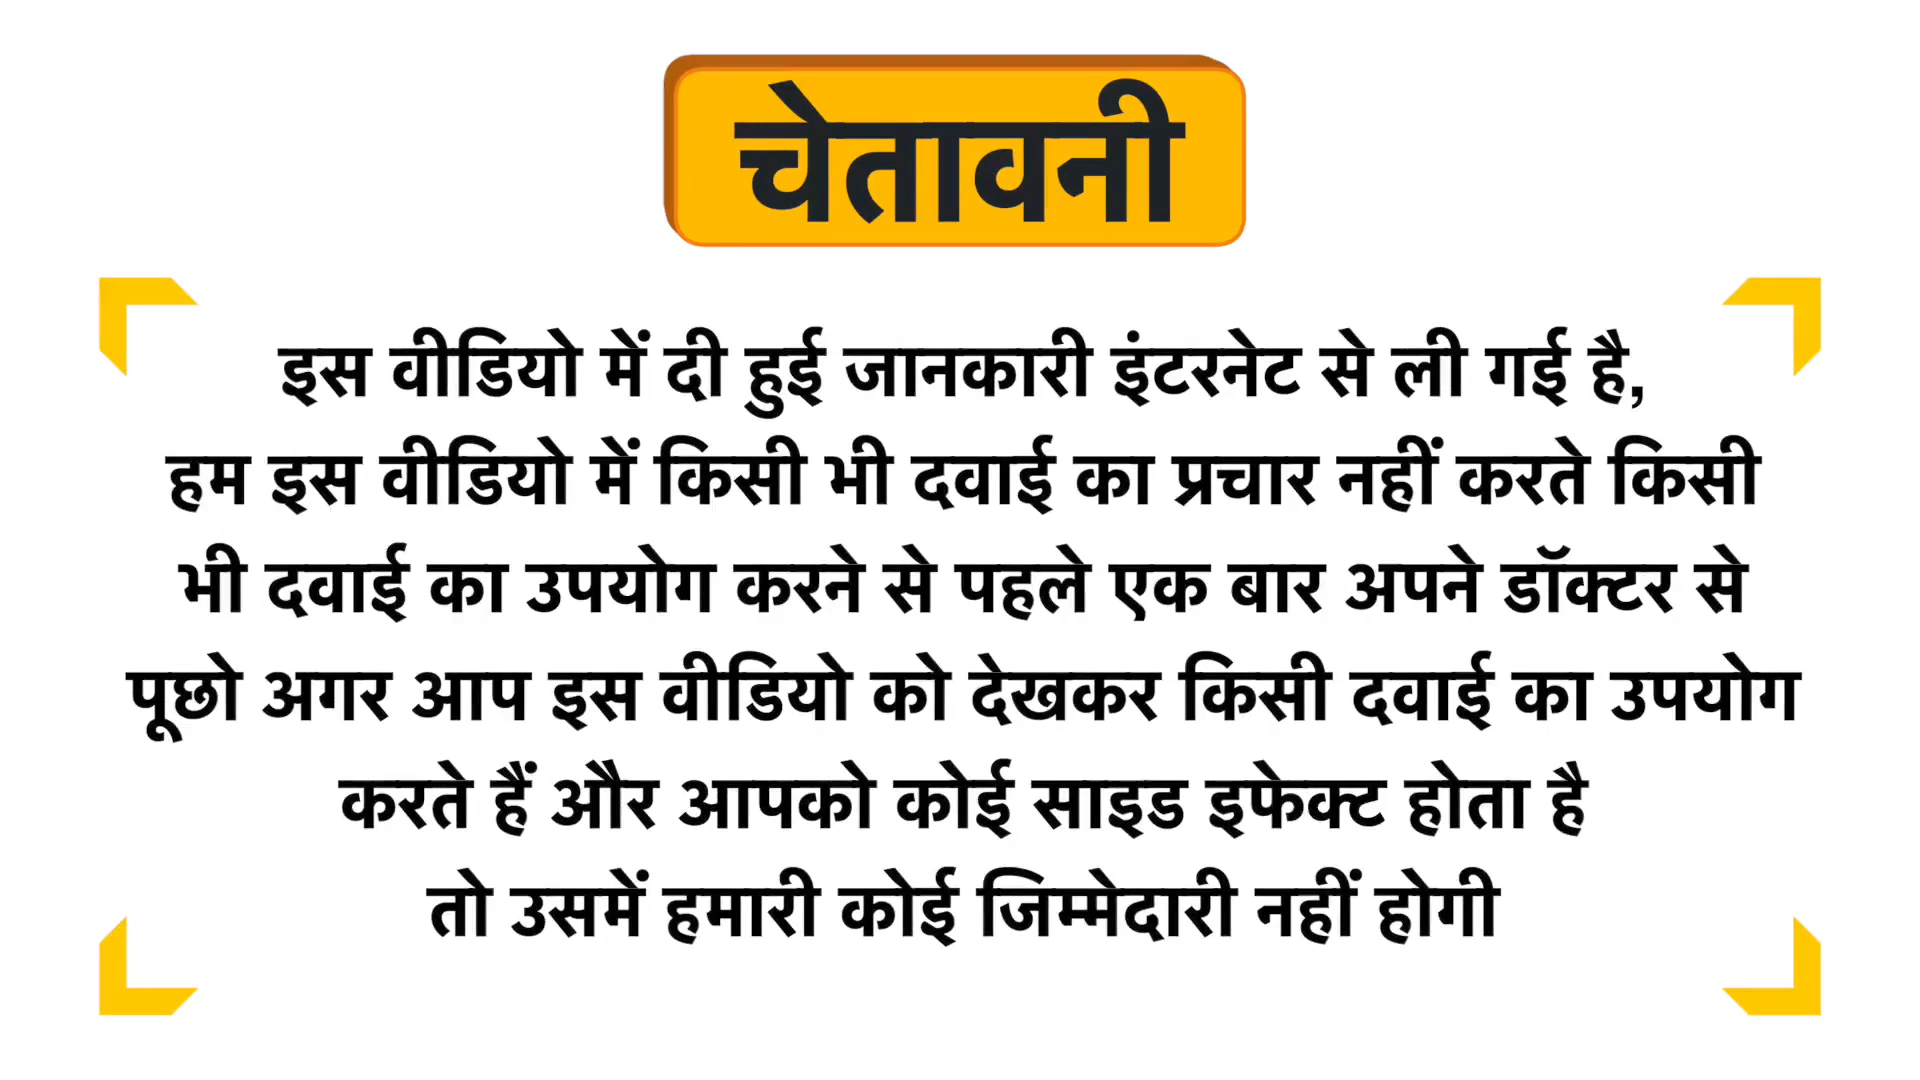 चेतावनी
इस वीडियो में दी हुई जानकारी इंटरनेट से ली गई है,
हम इस वीडियो में किसी भी दवाई का प्रचार नहीं करते किसी
भी दवाई का उपयोग करने से पहले एक बार अपने डॉक्टर से
पूछो अगर आप इस वीडियो को देखकर किसी दवाई का उपयोग
करते हैं और आपको कोई साइड इफेक्ट होता है
तो उसमें हमारी कोई जिम्मेदारी नहीं होगी